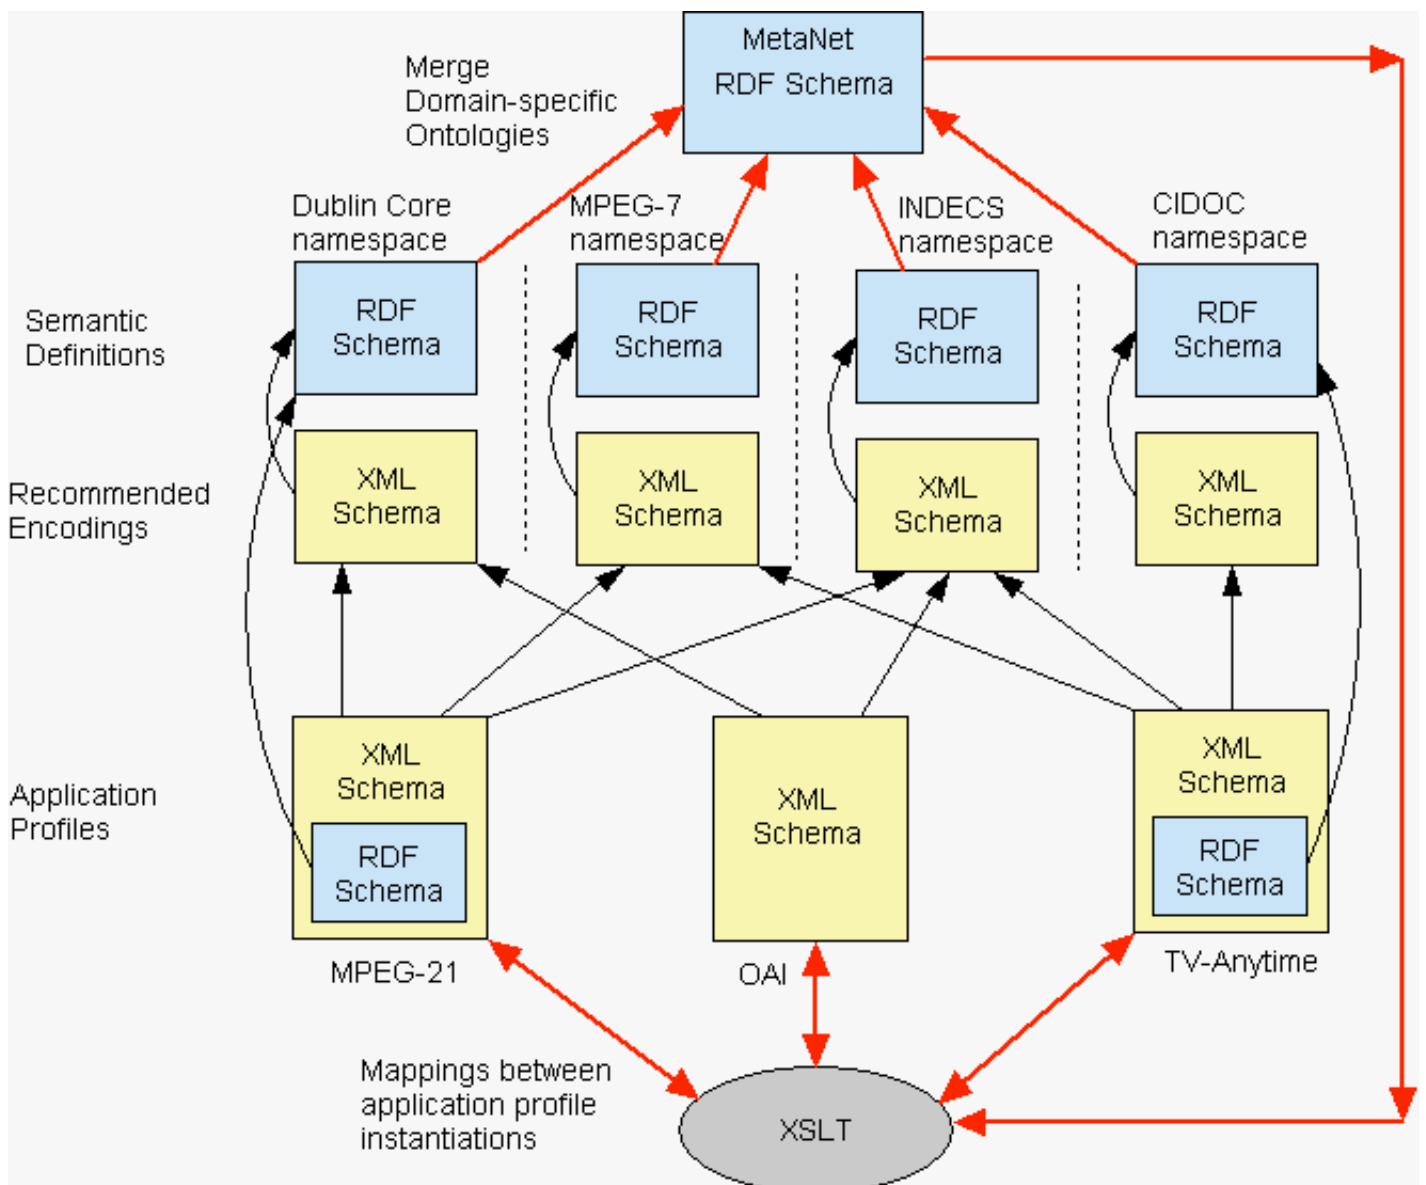 MetaNet
RDF Schema
Merge
Domain-specific
Ontologies
Dublin Core
namespace
MPEG-7
namespace
INDECS
namespace
CIDOC
namespace
Semantic
Definitions
RDF
Schema
RDF
Schema
RDF
Schema
RDF
Schema
Recommended
Encodings
XML
Schema
XML
Schema
XML
Schema
XML
Schema
Application
Profiles
XML
Schema
RDF
Schema
MPEG-21
XML
Schema
OAI
XML
Schema
RDF
Schema
TV-Anytime
Mappings between
application profile
instantiations
XSLT